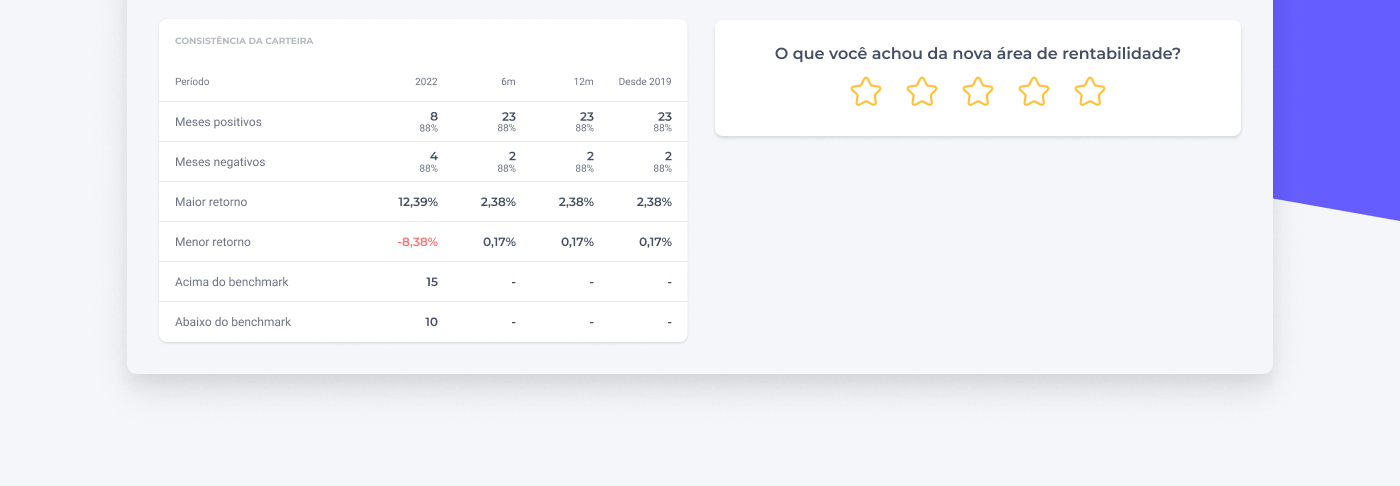 CONSISTÊNCIA DA CARTEIRA
Período 2022 6m 12m Desde 2019
Meses positivos 8 23 23 23
88% 88% 88% 88%
Meses negativos 4 2 2 2
88% 88% 88% 88%
Maior retorno 12,39% 2,38% 2,38% 2,38%
Menor retorno -8,38% 0,17% 0,17% 0,17%
Acima do benchmark 15 - - -
Abaixo do benchmark 10 - - -
O que você achou da nova área de rentabilidade?